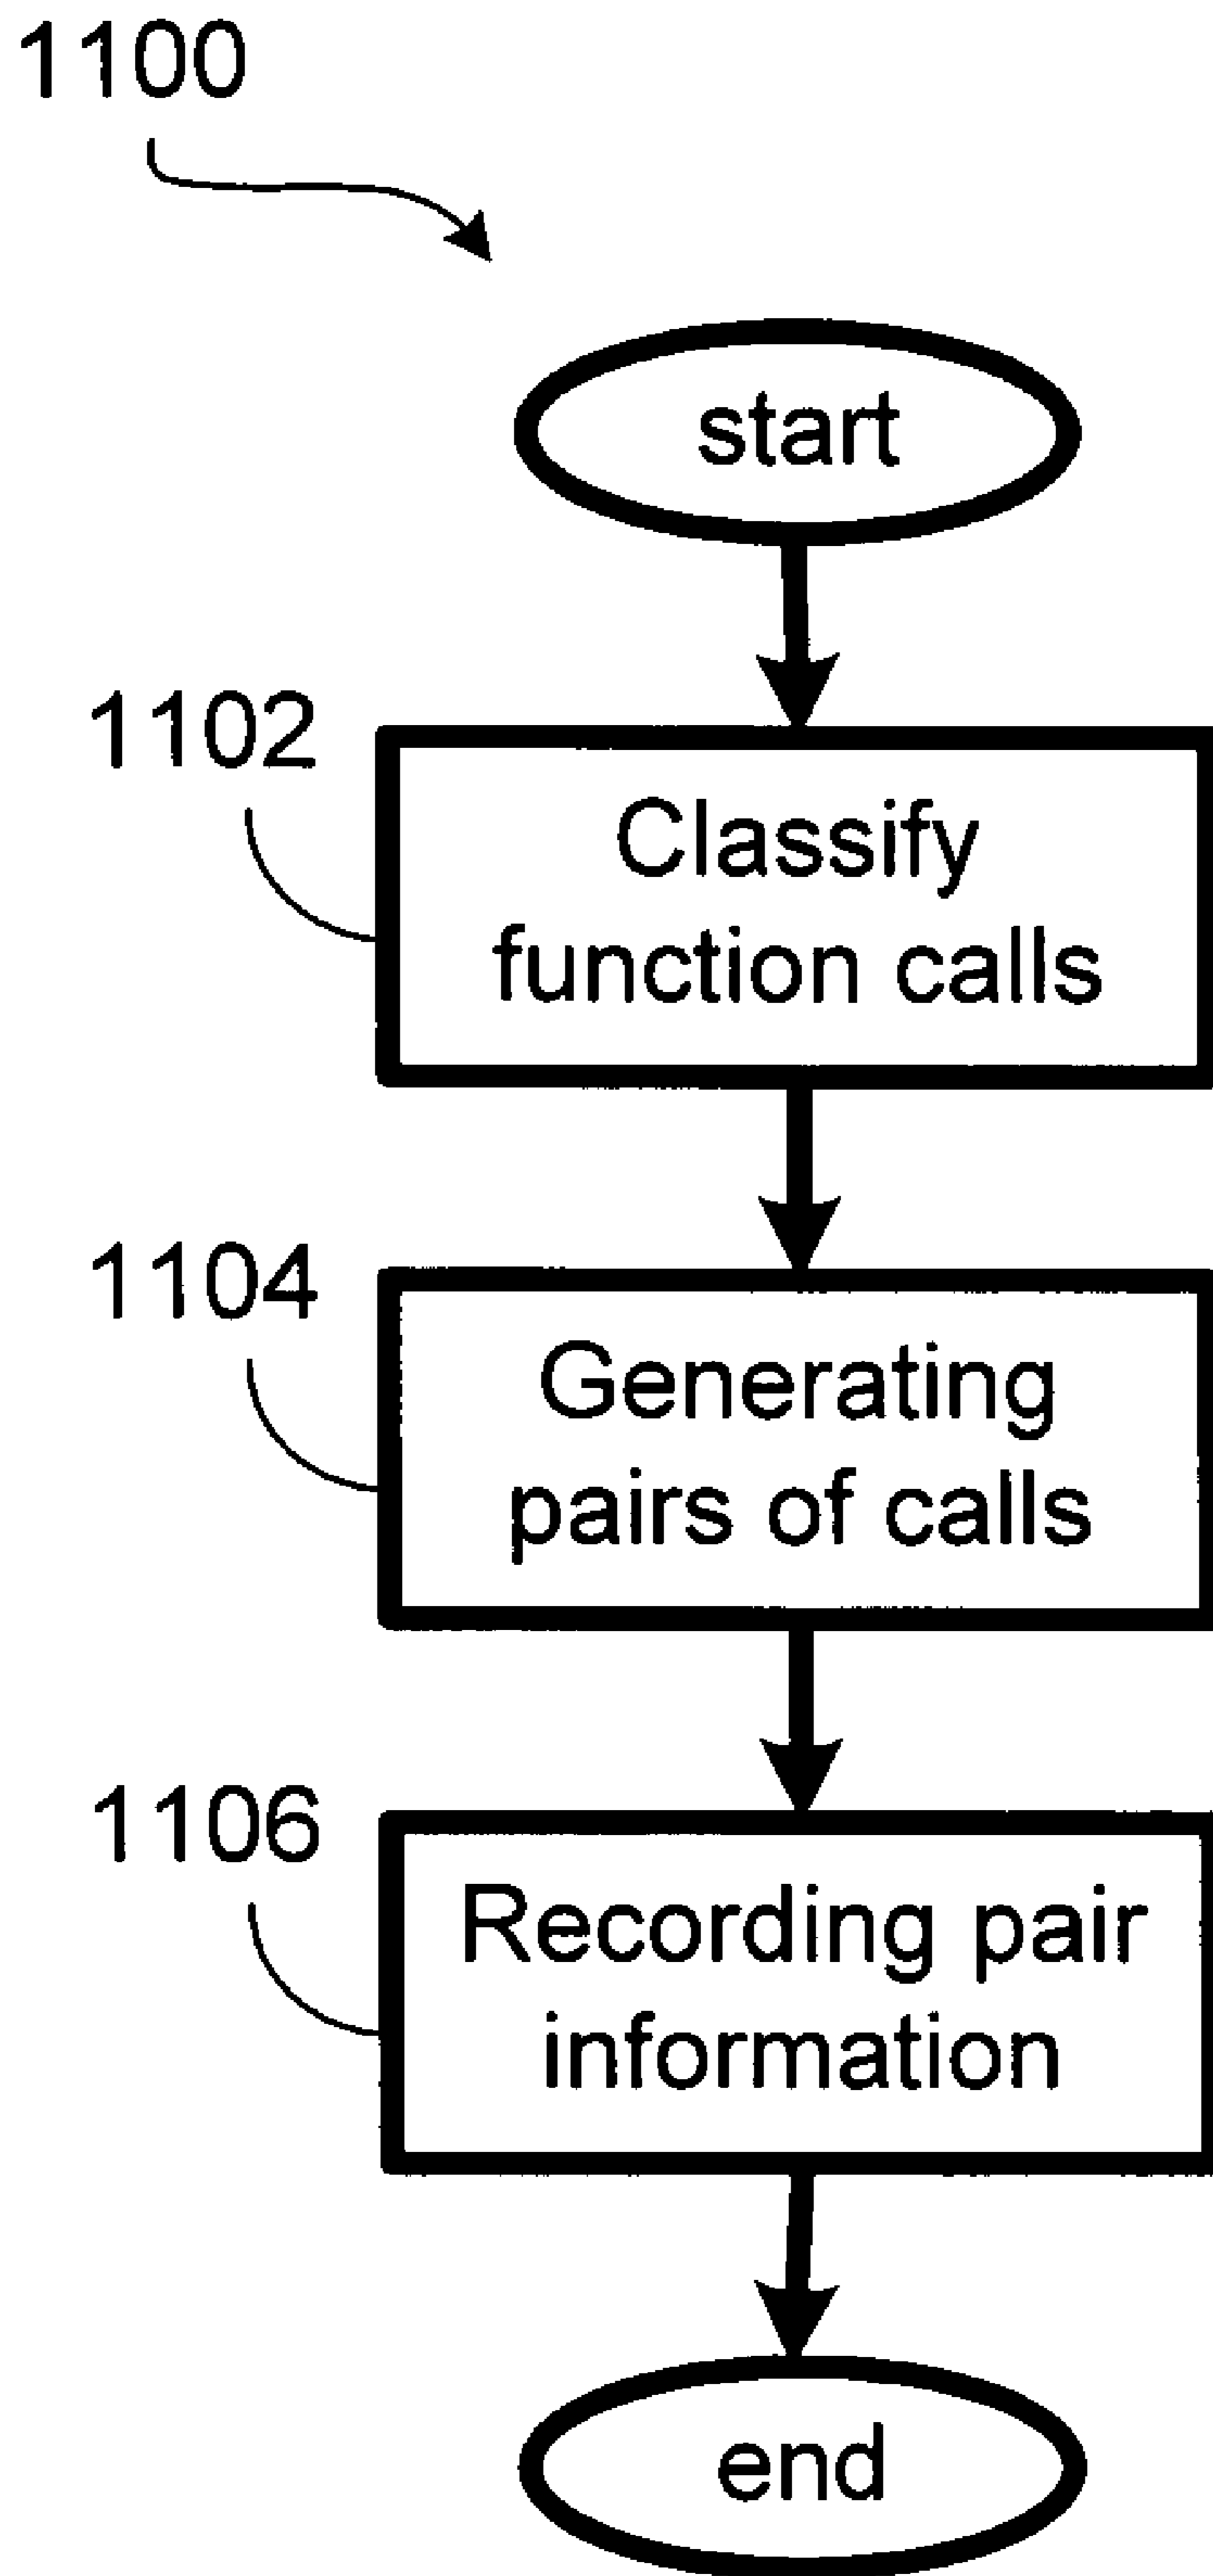 1100
start
1102
Classify
function calls
1104
Generating
pairs of calls
1106
Recording pair
information
end